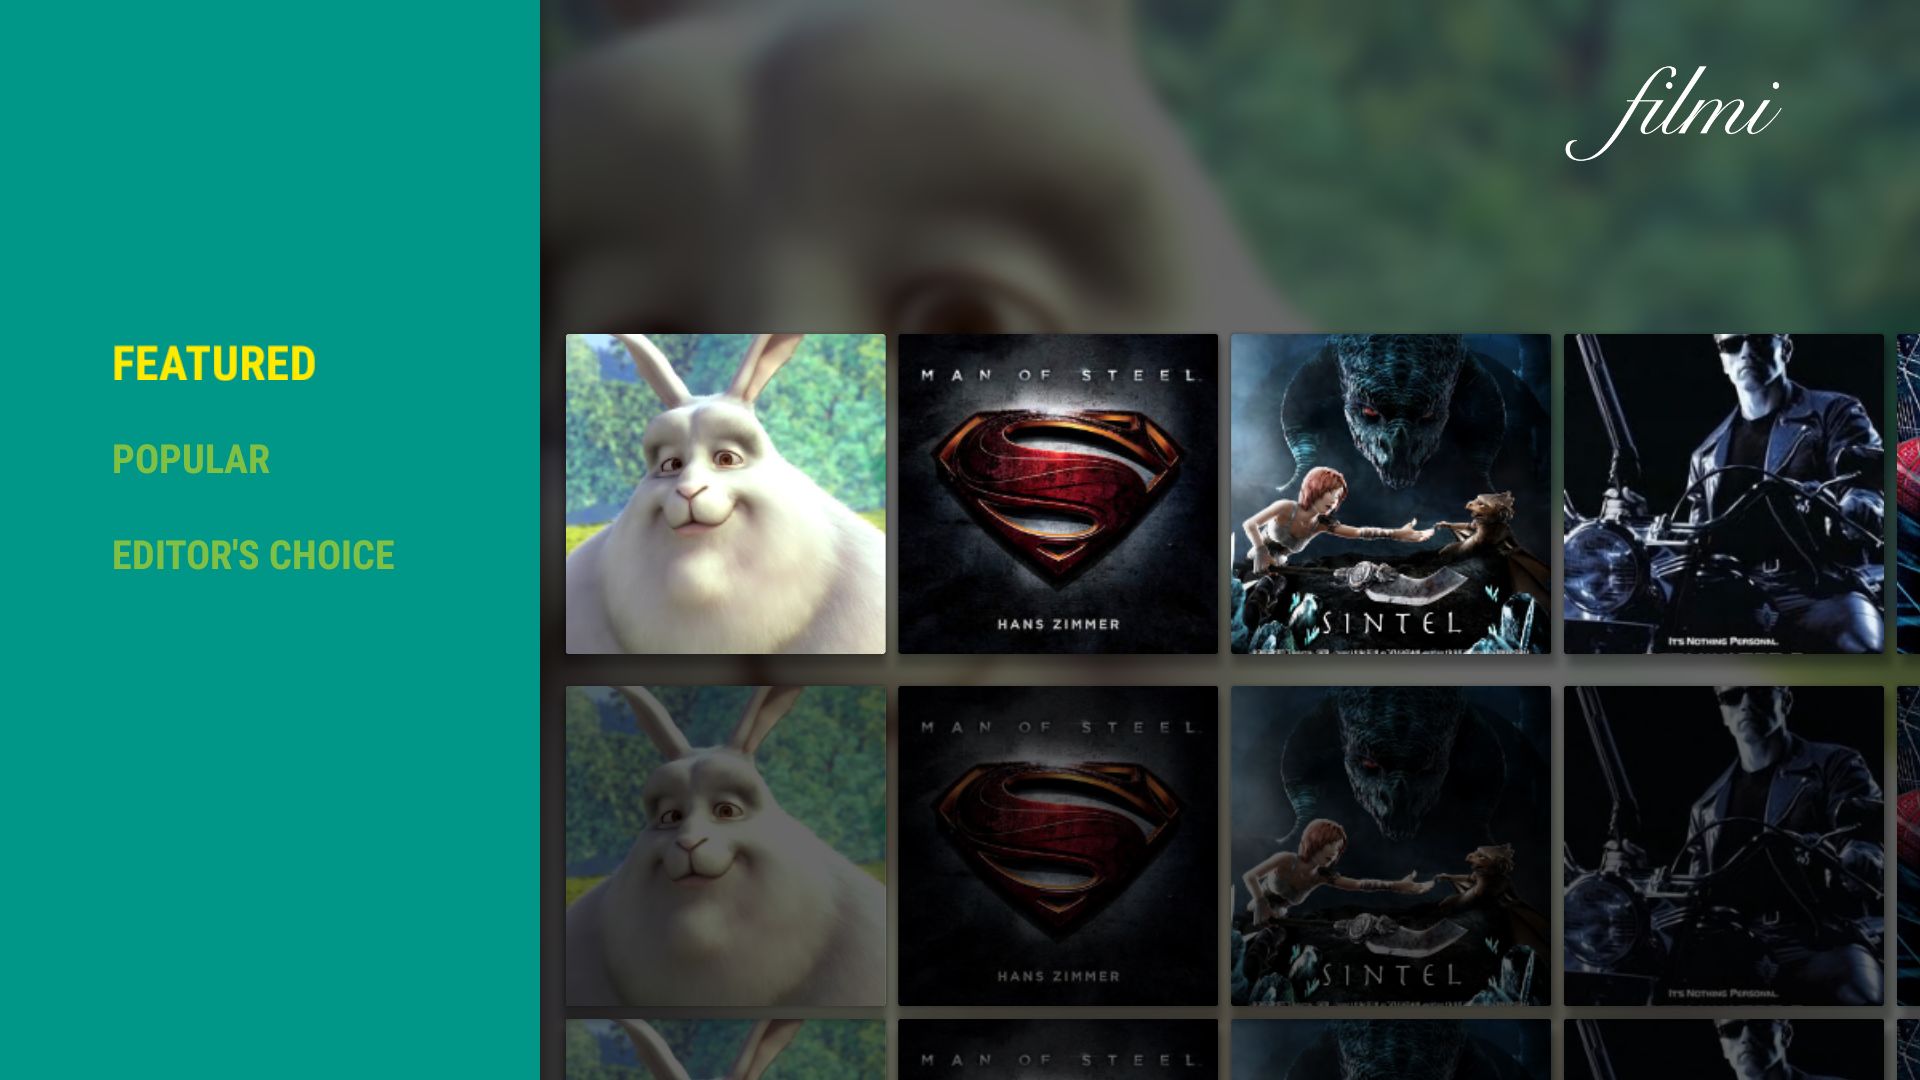 filmi
FEATURED
POPULAR
EDITOR'S CHOICE
MAN OF STEEL
HANS ZIMMER
SINTEL
IT'S NOTHING PERSONAL.
MAN OF STEEL
HANS ZIMMER
SINTEL
IT'S NOTHING PERSONAL.
MAN OF STEEL